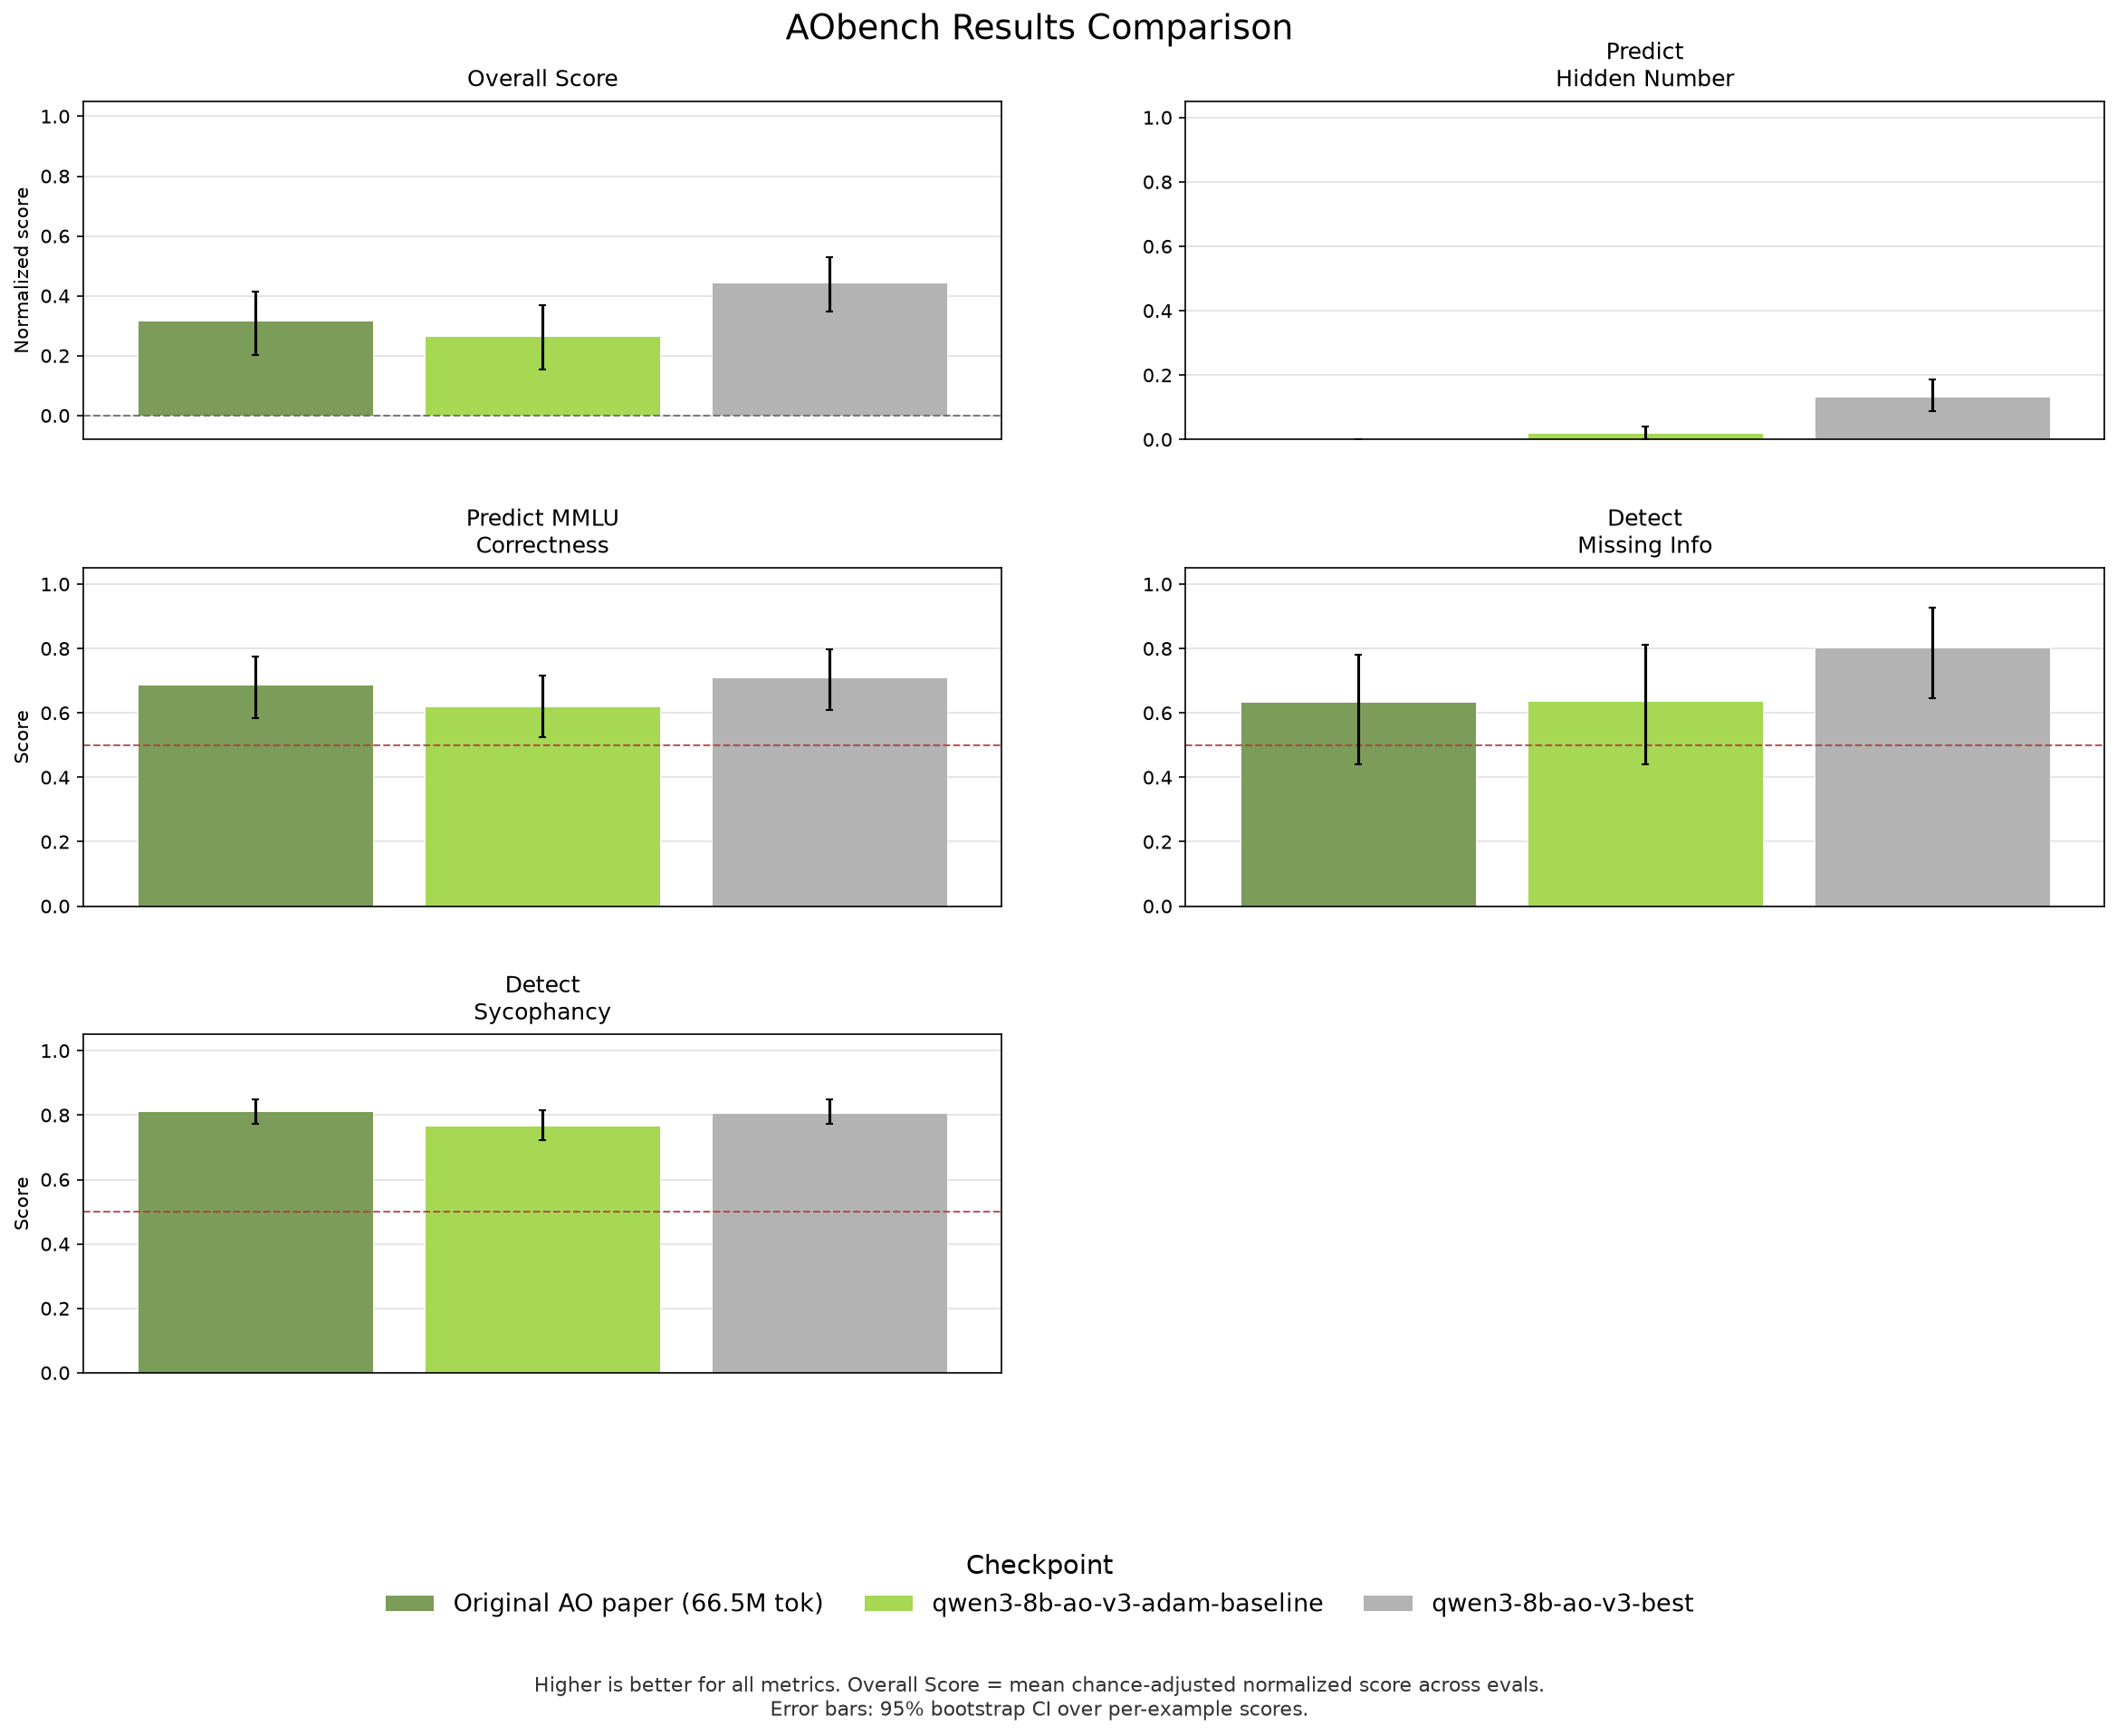 AObench Results Comparison
Overall Score
Normalized score
1.0
0.8
0.6
0.4
0.2
0.0
Predict
Hidden Number
1.0
0.8
0.6
0.4
0.2
0.0
Predict MMLU
Correctness
Score
1.0
0.8
0.6
0.4
0.2
0.0
Detect
Missing Info
1.0
0.8
0.6
0.4
0.2
0.0
Detect
Sycophancy
Score
1.0
0.8
0.6
0.4
0.2
0.0
Checkpoint
Original AO paper (66.5M tok)
qwen3-8b-ao-v3-adam-baseline
qwen3-8b-ao-v3-best
Higher is better for all metrics. Overall Score = mean chance-adjusted normalized score across evals.
Error bars: 95% bootstrap CI over per-example scores.